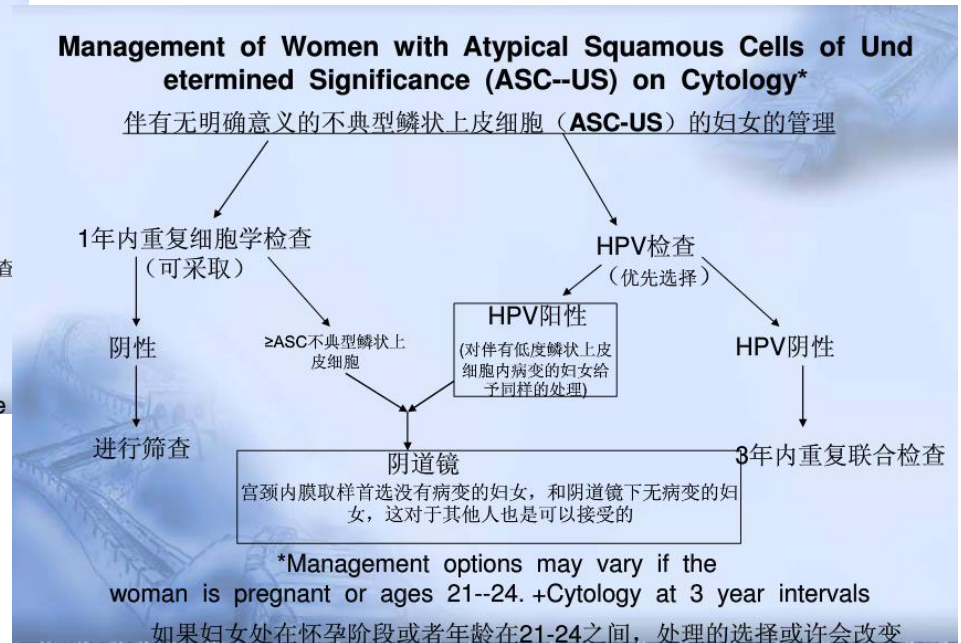 Management of Women with Atypical Squamous Cells of Und
etermined Significance (ASC--US) on Cytology*
伴有无明确意义的不典型鳞状上皮细胞（ASC-US）的妇女的管理
1年内重复细胞学检查
（可采取）
HPV检查
（优先选择）
查
阴性
≥ASC不典型鳞状上
皮细胞
HPV阳性
(对伴有低度鳞状上皮
细胞内病变的妇女给
予同样的处理)
HPV阴性
e
进行筛查
阴道镜
宫颈内膜取样首选没有病变的妇女，和阴道镜下无病变的妇
女，这对于其他人也是可以接受的
3年内重复联合检查
*Management options may vary if the
woman is pregnant or ages 21--24. +Cytology at 3 year intervals
如果妇女处在怀孕阶段或者年龄在21-24之间，处理的选择或许会改变